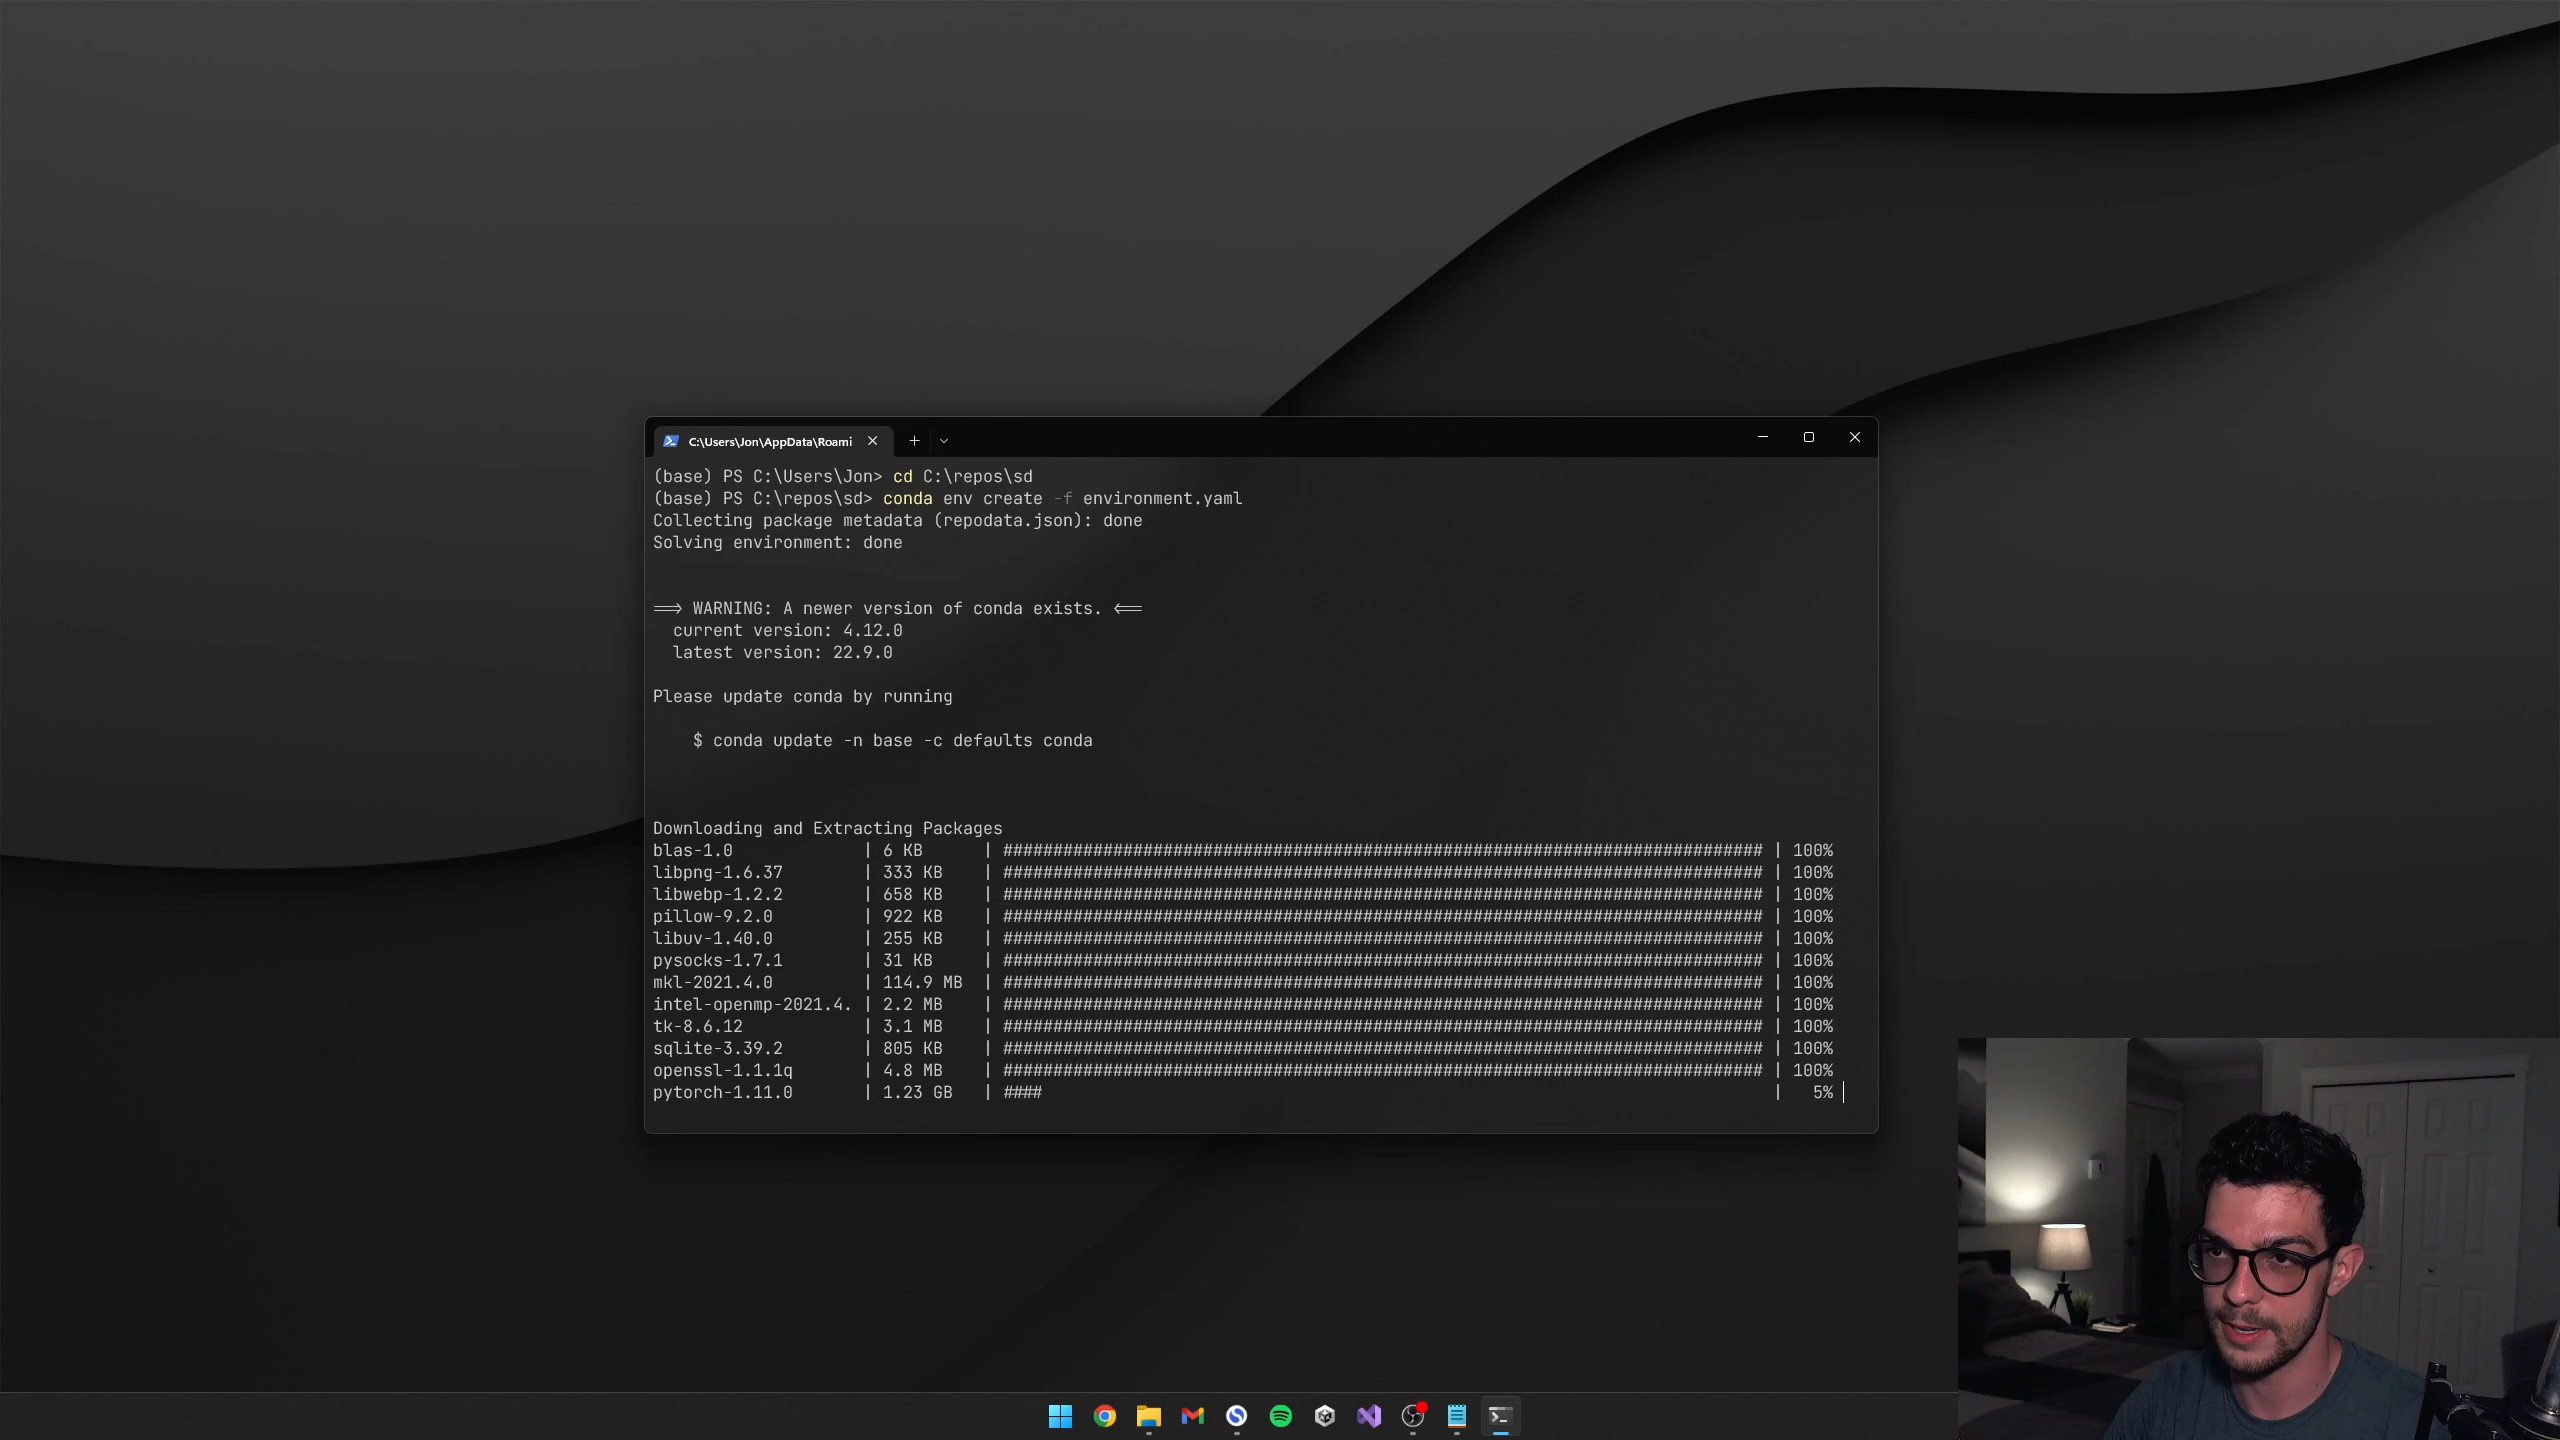 C:\Users\Jon\AppData\Roami
(base) PS C:\Users\Jon> cd C:\repos\sd
(base) PS C:\repos\sd> conda env create -f environment.yaml
Collecting package metadata (repodata.json): done
Solving environment: done
==> WARNING: A newer version of conda exists. <==
current version: 4.12.0
latest version: 22.9.0
Please update conda by running
$ conda update -n base -c defaults conda
Downloading and Extracting Packages
blas-1.0 | 6 KB | ############################################################################ | 100%
libpng-1.6.37 | 333 KB | ############################################################################ | 100%
libwebp-1.2.2 | 658 KB | ############################################################################ | 100%
pillow-9.2.0 | 922 KB | ############################################################################ | 100%
libuv-1.40.0 | 255 KB | ############################################################################ | 100%
pysocks-1.7.1 | 31 KB | ############################################################################ | 100%
mkl-2021.4.0 | 114.9 MB | ############################################################################ | 100%
intel-openmp-2021.4. | 2.2 MB | ############################################################################ | 100%
tk-8.6.12 | 3.1 MB | ############################################################################ | 100%
sqlite-3.39.2 | 805 KB | ############################################################################ | 100%
openssl-1.1.1q | 4.8 MB | ############################################################################ | 100%
pytorch-1.11.0 | 1.23 GB | #### | 5%